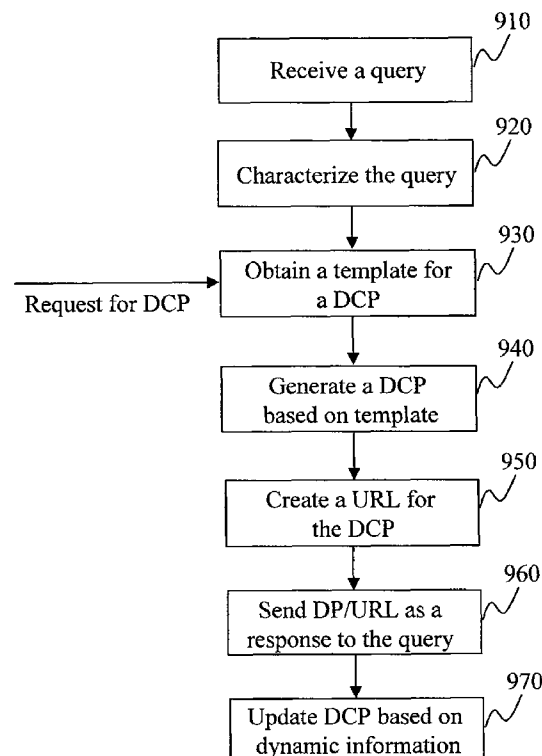 910
Receive a query
920
Characterize the query
930
Obtain a template for
a DCP
Request for DCP
940
Generate a DCP
based on template
950
Create a URL for
the DCP
960
Send DP/URL as a
response to the query
970
Update DCP based on
dynamic information